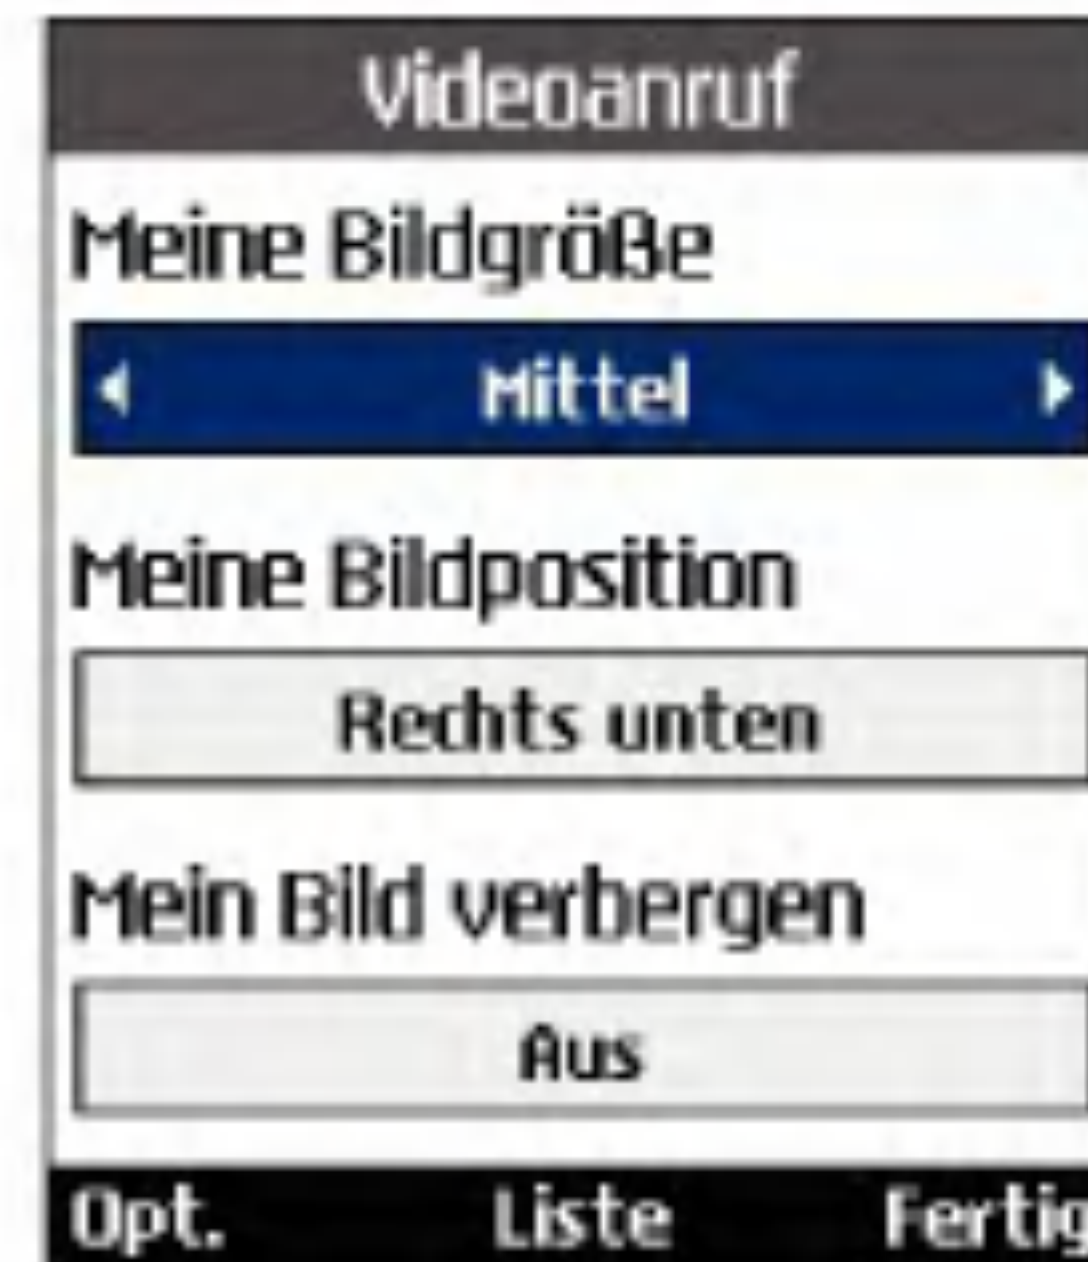 Videoanruf
Meine Bildgröße
Mittel
Meine Bildposition
Rechts unten
Mein Bild verbergen
Aus
Opt. Liste Fertig